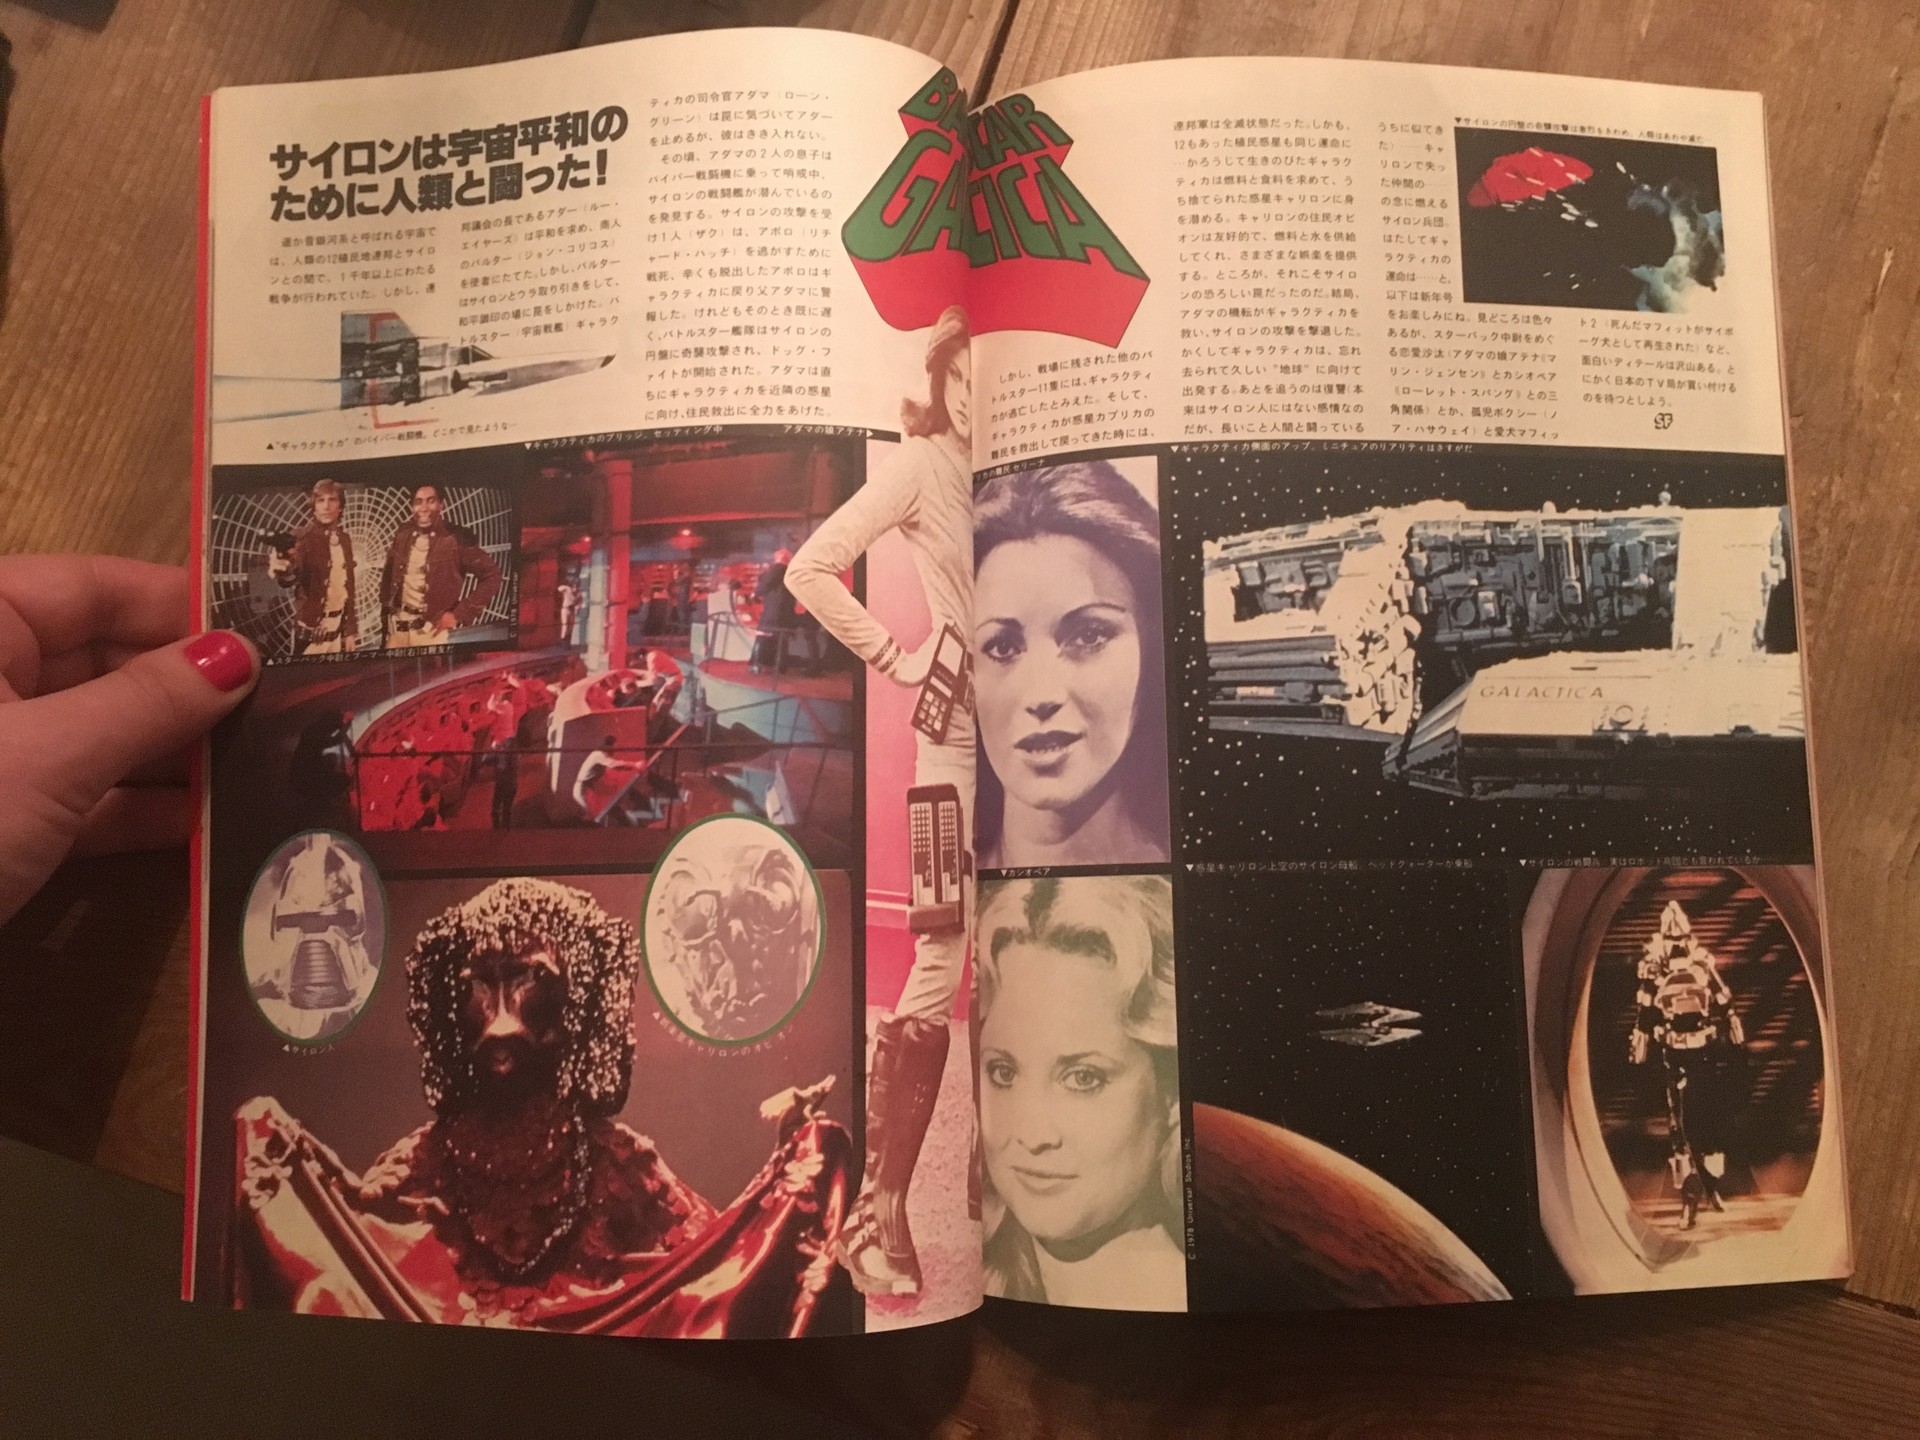 サイロンは宇宙平和の
ために人類と闘った!
遥か昔銀河系と呼ばれる宇宙で
は、人類の12植民地連邦とサイロ
ンとの間で、1千年以上にわたる
戦争が行われていた。しかし、連
邦議会の長であるアダー(ルー・
エイヤーズ)は平和を求め、商人
のバルター(ジョン・コリコス)
を使者にたてた。しかし、バルター
はサイロンとウラ取り引きをして、
和平調印の場に罠をしかけた。バ
トルスター(宇宙戦艦)ギャラク
ティカの司令官アダマ(ローン・
グリーン)は罠に気づいてアダー
を止めるが、彼はきき入れない。
その頃、アダマの2人の息子は
バイパー戦闘機に乗って哨戒中、
サイロンの戦闘艦が潜んでいるの
を発見する。サイロンの攻撃を受
け1人(ザク)は、アポロ(リチ
ャード・ハッチ)を逃がすために
戦死、辛くも脱出したアポロはギ
ャラクティカに戻り父アダマに警
報した。けれどもそのとき既に遅
く、バトルスター艦隊はサイロンの
円盤に奇襲攻撃され、ドッグ・フ
ァイトが開始された。アダマは直
ちにギャラクティカを近隣の惑星
に向け、住民救出に全力をあげた。
▲"ギャラクティカ"のバイパー戦闘機。どこかで見たような…
▼ギャラクティカのブリッジ、セッティング中
アダマの娘アテナ▶
▲スターバック中尉とブーマー中尉(右)は親友だ
▲サイロン人
▲惑星キャリロンのオビオン
GALACTICA
しかし、戦場に残された他のバ
トルスター11隻には、ギャラクティ
カが逃亡したとみえた。そして、
ギャラクティカが惑星カプリカの
難民を救出して戻ってきた時には、
連邦軍は全滅状態だった。しかも、
12もあった植民惑星も同じ運命に
…かろうじて生きのびたギャラク
ティカは燃料と食料を求めて、う
ち捨てられた惑星キャリロンに身
を潜める。キャリロンの住民オビ
オンは友好的で、燃料と水を供給
してくれ、さまざまな娯楽を提供
する。ところが、それこそサイロ
ンの恐ろしい罠だったのだ。結局、
アダマの機転がギャラクティカを
救い、サイロンの攻撃を撃退した。
かくしてギャラクティカは、忘れ
去られて久しい"地球"に向けて
出発する。あとを追うのは復讐(本
来はサイロン人にはない感情なの
だが、長いこと人間と闘っている
うちに似てき
た)……キャ
リロンで失っ
た仲間の……
の念に燃える
サイロン兵団。
はたしてギャ
ラクティカの
運命は……と、
以下は新年号
をお楽しみにね。見どころは色々
あるが、スターバック中尉をめぐ
る恋愛沙汰(アダマの娘アテナ《マ
リン・ジェンセン》とカシオペア
《ローレット・スパング》との三
角関係)とか、孤児ボクシー(ノ
ア・ハサウェイ)と愛犬マフィッ
ト2(死んだマフィットがサイボ
ーグ犬として再生された)など、
面白いディテールは沢山ある。と
にかく日本のTV局が買い付ける
のを待つとしよう。
SF
▼サイロンの円盤の奇襲攻撃は激烈をきわめ、人類はあわや滅亡
カの難民セリーナ
▼カシオペア
▼ギャラクティカ側面のアップ。ミニチュアのリアリティはさすがだ
GALACTICA
▼惑星キャリロン上空のサイロン母船。ヘッドクォーターが乗船
▼サイロンの戦闘兵。実はロボット兵団とも言われているが…
C 1978 Universal Studios Inc.